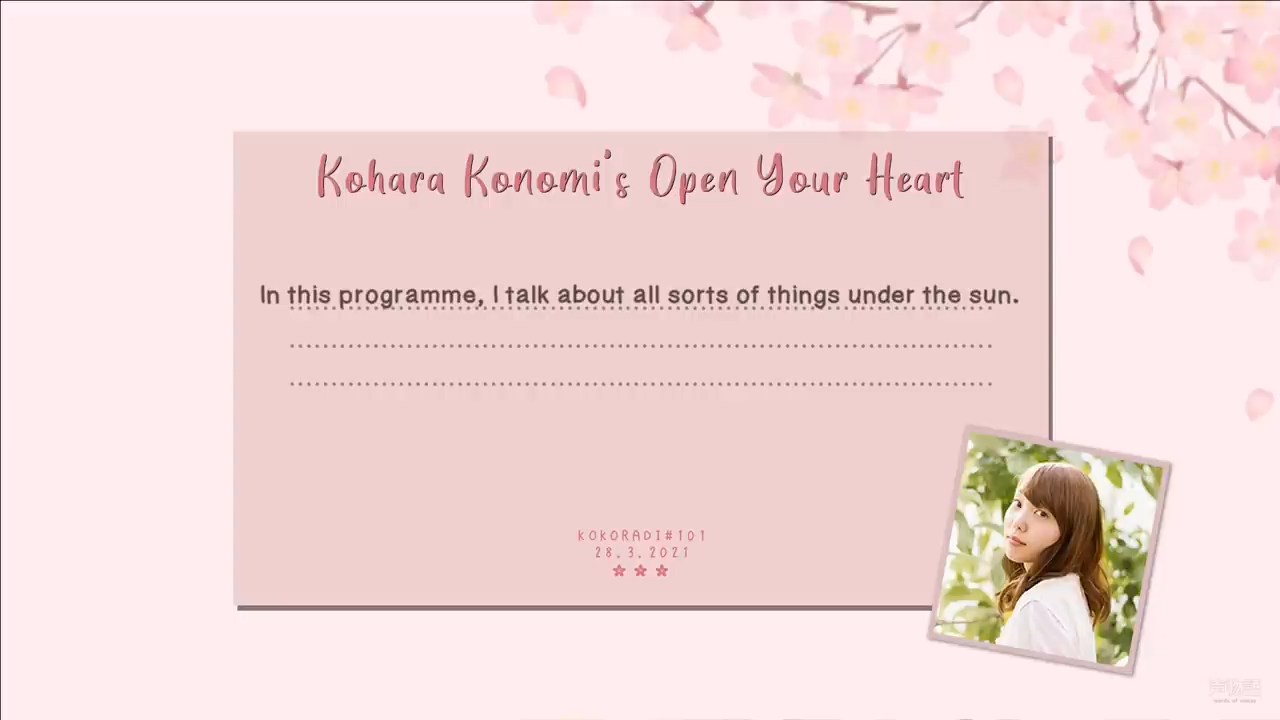 Kohara Konomi's Open Your Heart
In this programme, I talk about all sorts of things under the sun.
KOKORADI#101
28.3.2021